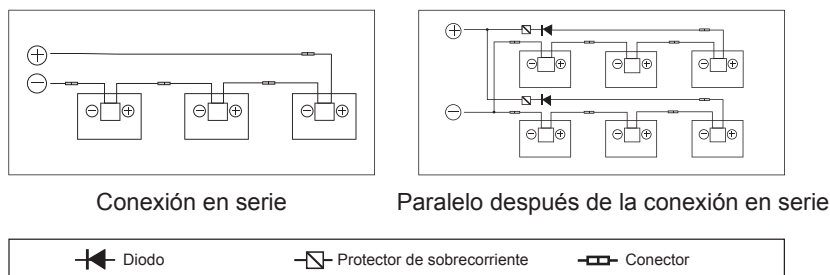 Conexión en serie
Paralelo después de la conexión en serie
Diodo
Protector de sobrecorriente
Conector